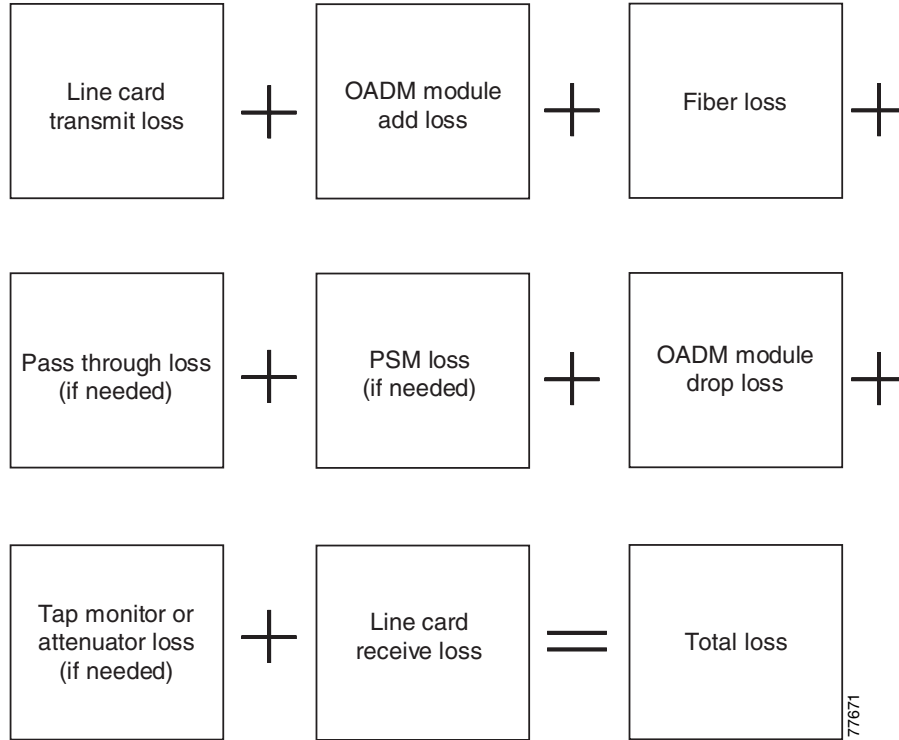 Line card
transmit loss
+
OADM module
add loss
+
Fiber loss
+
Pass through loss
(if needed)
+
PSM loss
(if needed)
+
OADM module
drop loss
+
Tap monitor or
attenuator loss
(if needed)
+
Line card
receive loss
=
Total loss
77671